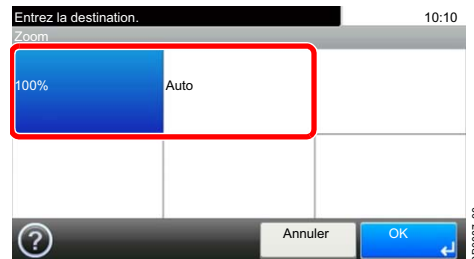 Entrez la destination.
10:10
Zoom
100%
Auto
?
Annuler
OK